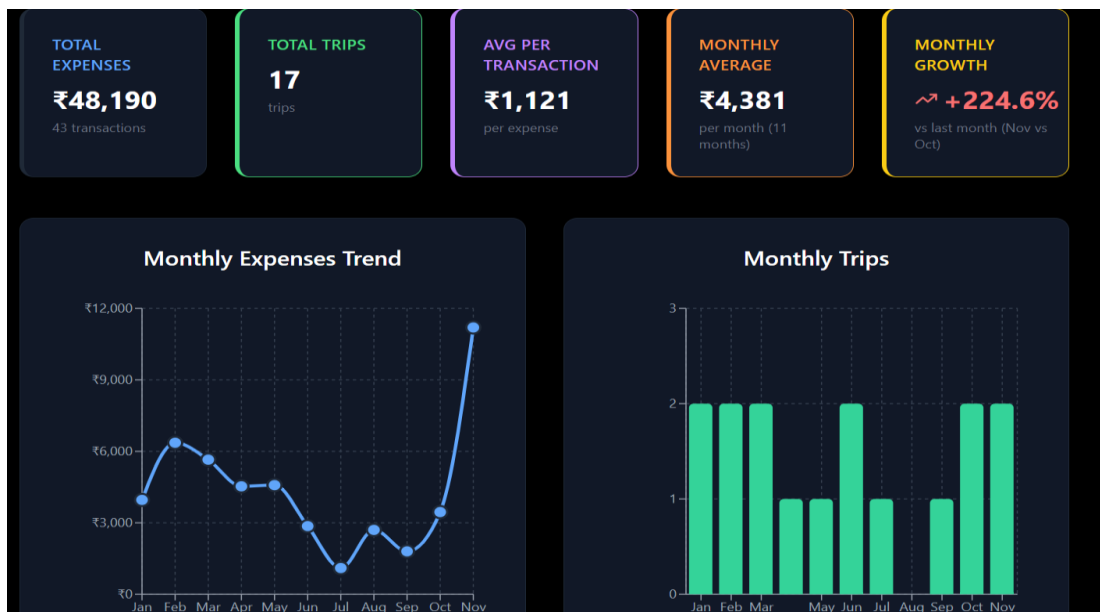 TOTAL
EXPENSES
₹48,190
43 transactions
TOTAL TRIPS
17
trips
AVG PER
TRANSACTION
₹1,121
per expense
MONTHLY
AVERAGE
₹4,381
per month (11
months)
MONTHLY
GROWTH
+224.6%
vs last month (Nov vs
Oct)
Monthly Expenses Trend
₹12,000
₹9,000
₹6,000
₹3,000
₹0
Jan Feb Mar Apr May Jun Jul Aug Sep Oct Nov
Monthly Trips
3
2
1
0
Jan Feb Mar May Jun Jul Aug Sep Oct Nov